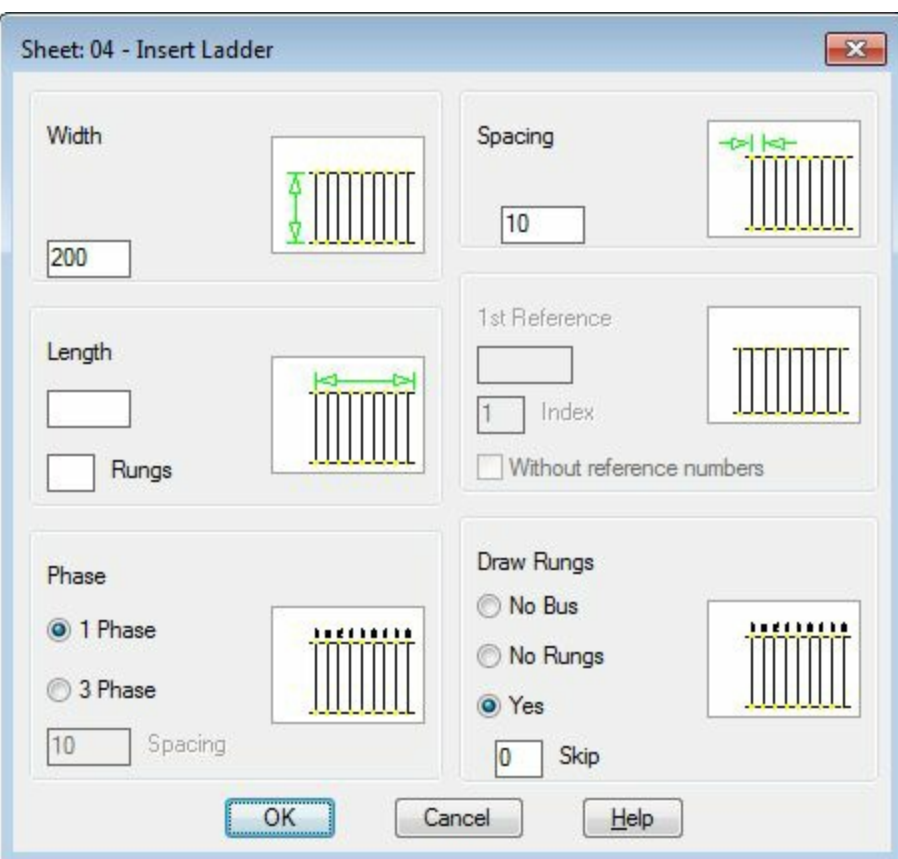 Sheet: 04 - Insert Ladder
Width
200
Spacing
10
Length
Rungs
1st Reference
1 Index
Without reference numbers
Phase
1 Phase
3 Phase
10 Spacing
Draw Rungs
No Bus
No Rungs
Yes
0 Skip
OK
Cancel
Help